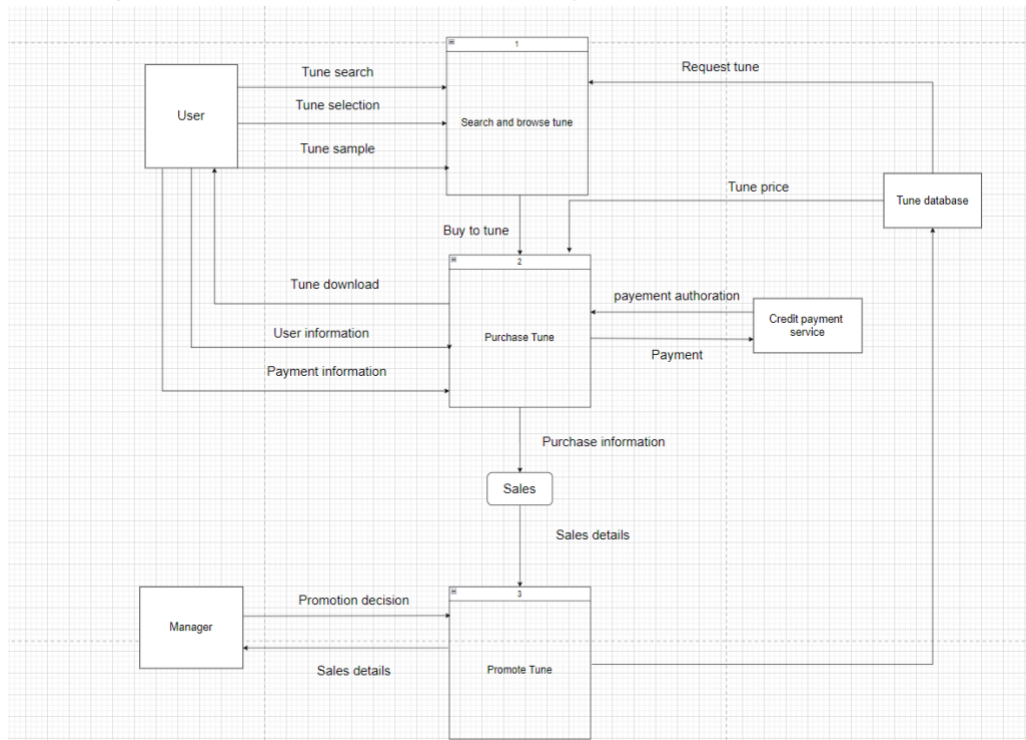 1
Tune search
Request tune
User
Tune selection
Search and browse tune
Tune sample
Tune price
Tune database
Buy to tune
2
Tune download
payement authoration
Credit payment
service
User information
Purchase Tune
Payment
Payment information
Purchase information
Sales
Sales details
3
Promotion decision
Manager
Sales details
Promote Tune